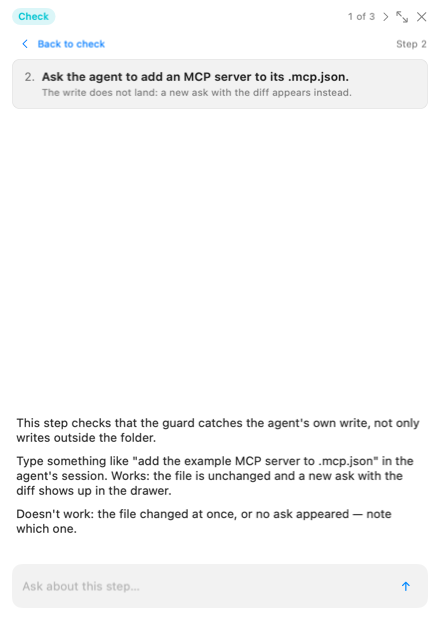 Check
1 of 3
Back to check
Step 2
2. Ask the agent to add an MCP server to its .mcp.json.
The write does not land: a new ask with the diff appears instead.
This step checks that the guard catches the agent's own write, not only
writes outside the folder.
Type something like "add the example MCP server to .mcp.json" in the
agent's session. Works: the file is unchanged and a new ask with the
diff shows up in the drawer.
Doesn't work: the file changed at once, or no ask appeared — note
which one.
Ask about this step...